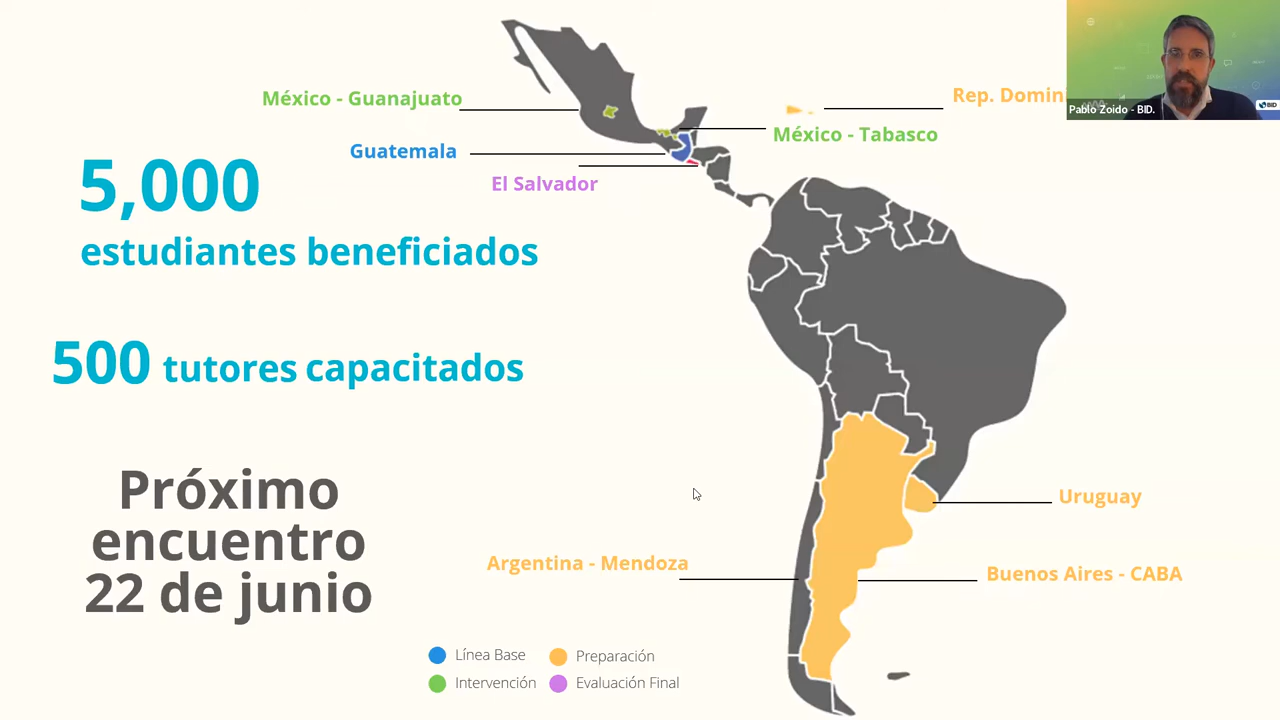 México - Guanajuato
Rep. Domin
Pablo Zoido - BID.
BID
México - Tabasco
Guatemala
El Salvador
5,000
estudiantes beneficiados
500 tutores capacitados
Próximo
encuentro
22 de junio
Uruguay
Argentina - Mendoza
Buenos Aires - CABA
Línea Base
Preparación
Intervención
Evaluación Final